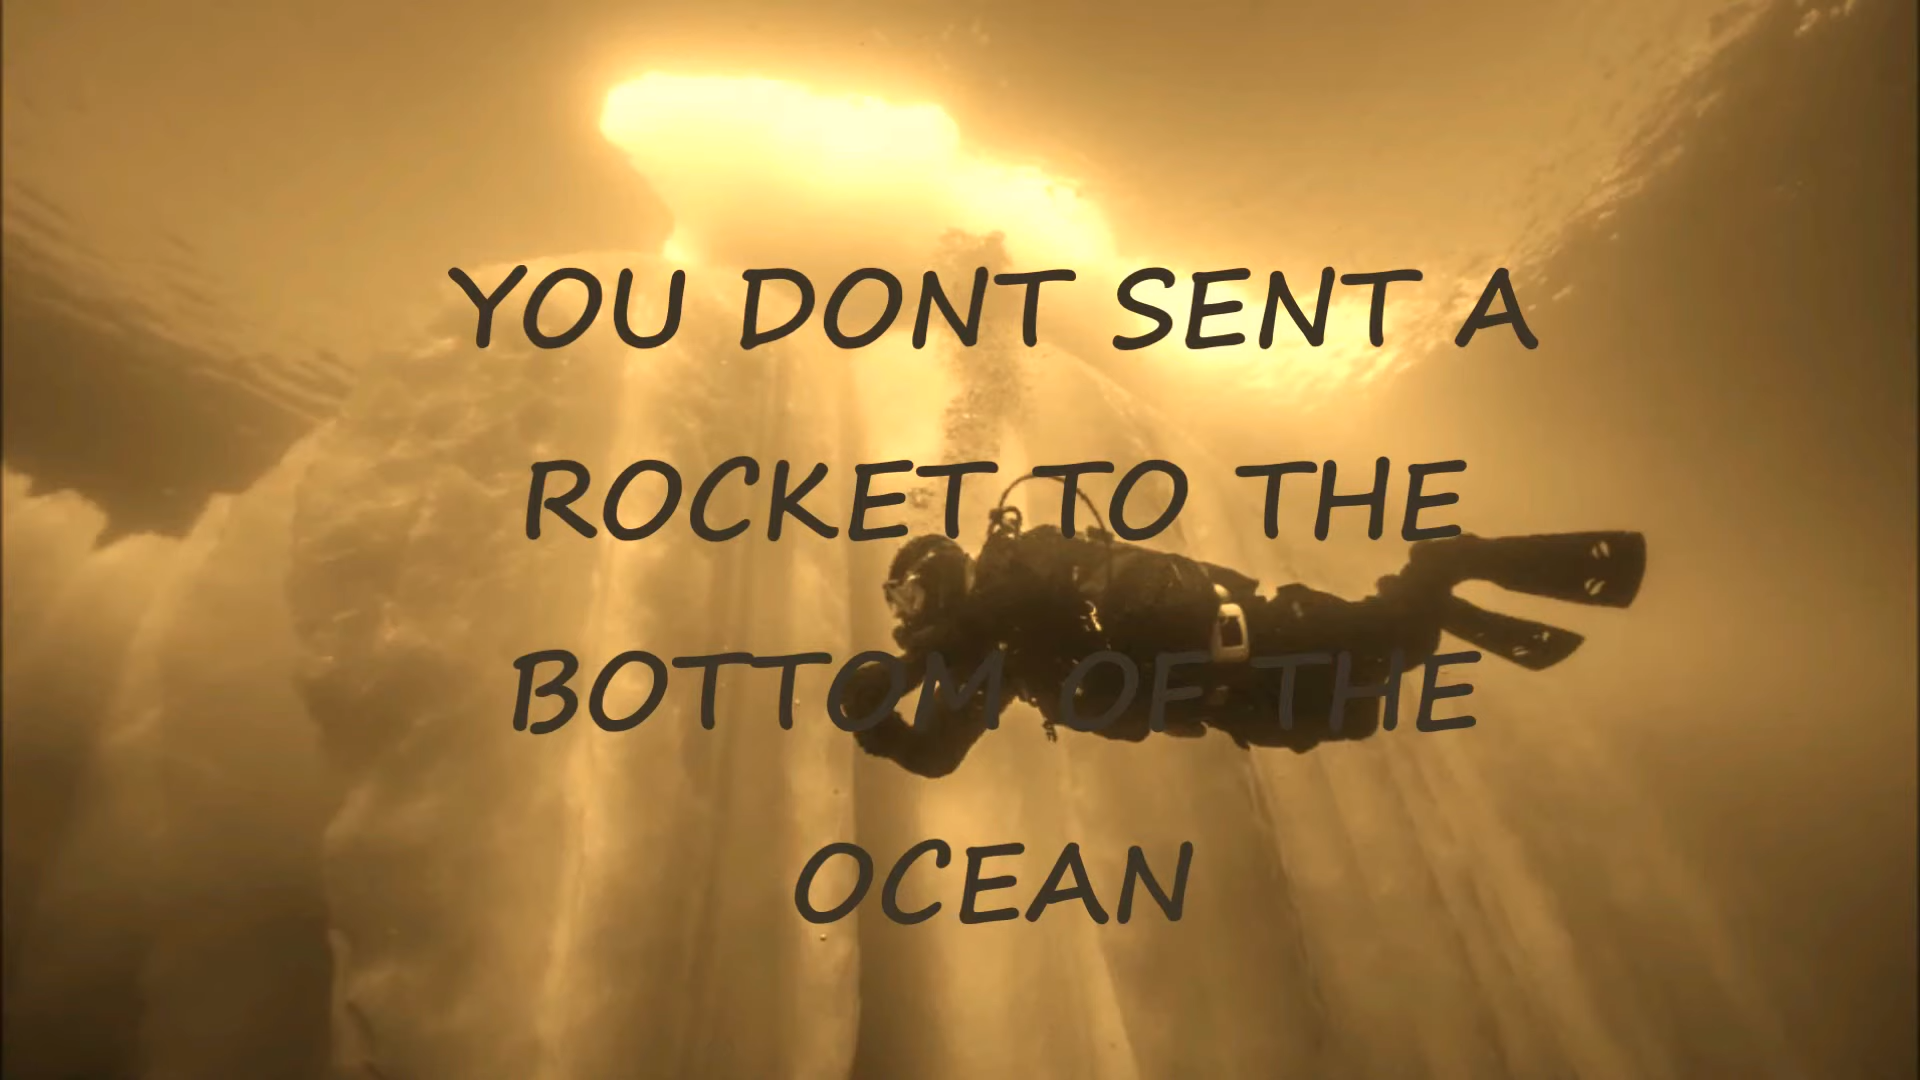 YOU DONT SENT A
ROCKET TO THE
BOTTOM OF THE
OCEAN